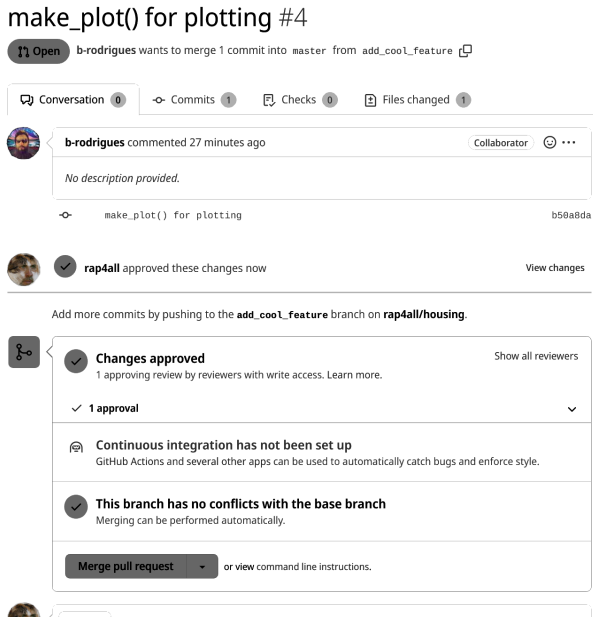 make_plot() for plotting #4
Open b-rodrigues wants to merge 1 commit into master from add_cool_feature
Conversation 0 Commits 1 Checks 0 Files changed 1
b-rodrigues commented 27 minutes ago Collaborator
No description provided.
make_plot() for plotting b50a8da
rap4all approved these changes now View changes
Add more commits by pushing to the add_cool_feature branch on rap4all/housing.
Changes approved Show all reviewers
1 approving review by reviewers with write access. Learn more.
1 approval
Continuous integration has not been set up
GitHub Actions and several other apps can be used to automatically catch bugs and enforce style.
This branch has no conflicts with the base branch
Merging can be performed automatically.
Merge pull request or view command line instructions.